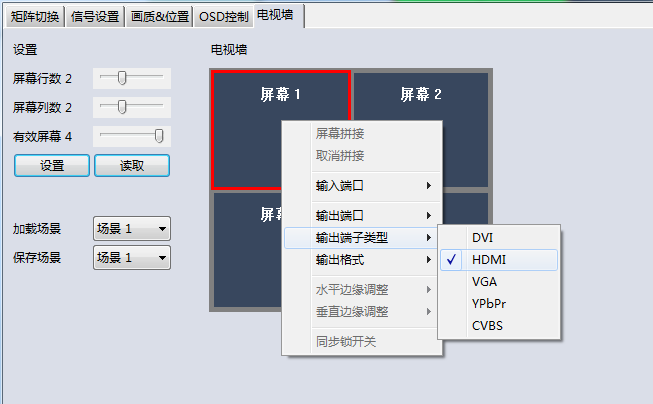 矩阵切换 信号设置 画质&位置 OSD控制 电视墙
设置 电视墙
屏幕行数 2
屏幕列数 2
有效屏幕 4
设置 读取
加载场景 场景 1
保存场景 场景 1
屏幕 1 屏幕 2
屏幕拼接
取消拼接
输入端口
输出端口
输出端子类型
输出格式
水平边缘调整
垂直边缘调整
同步锁开关
DVI
HDMI
VGA
YPbPr
CVBS